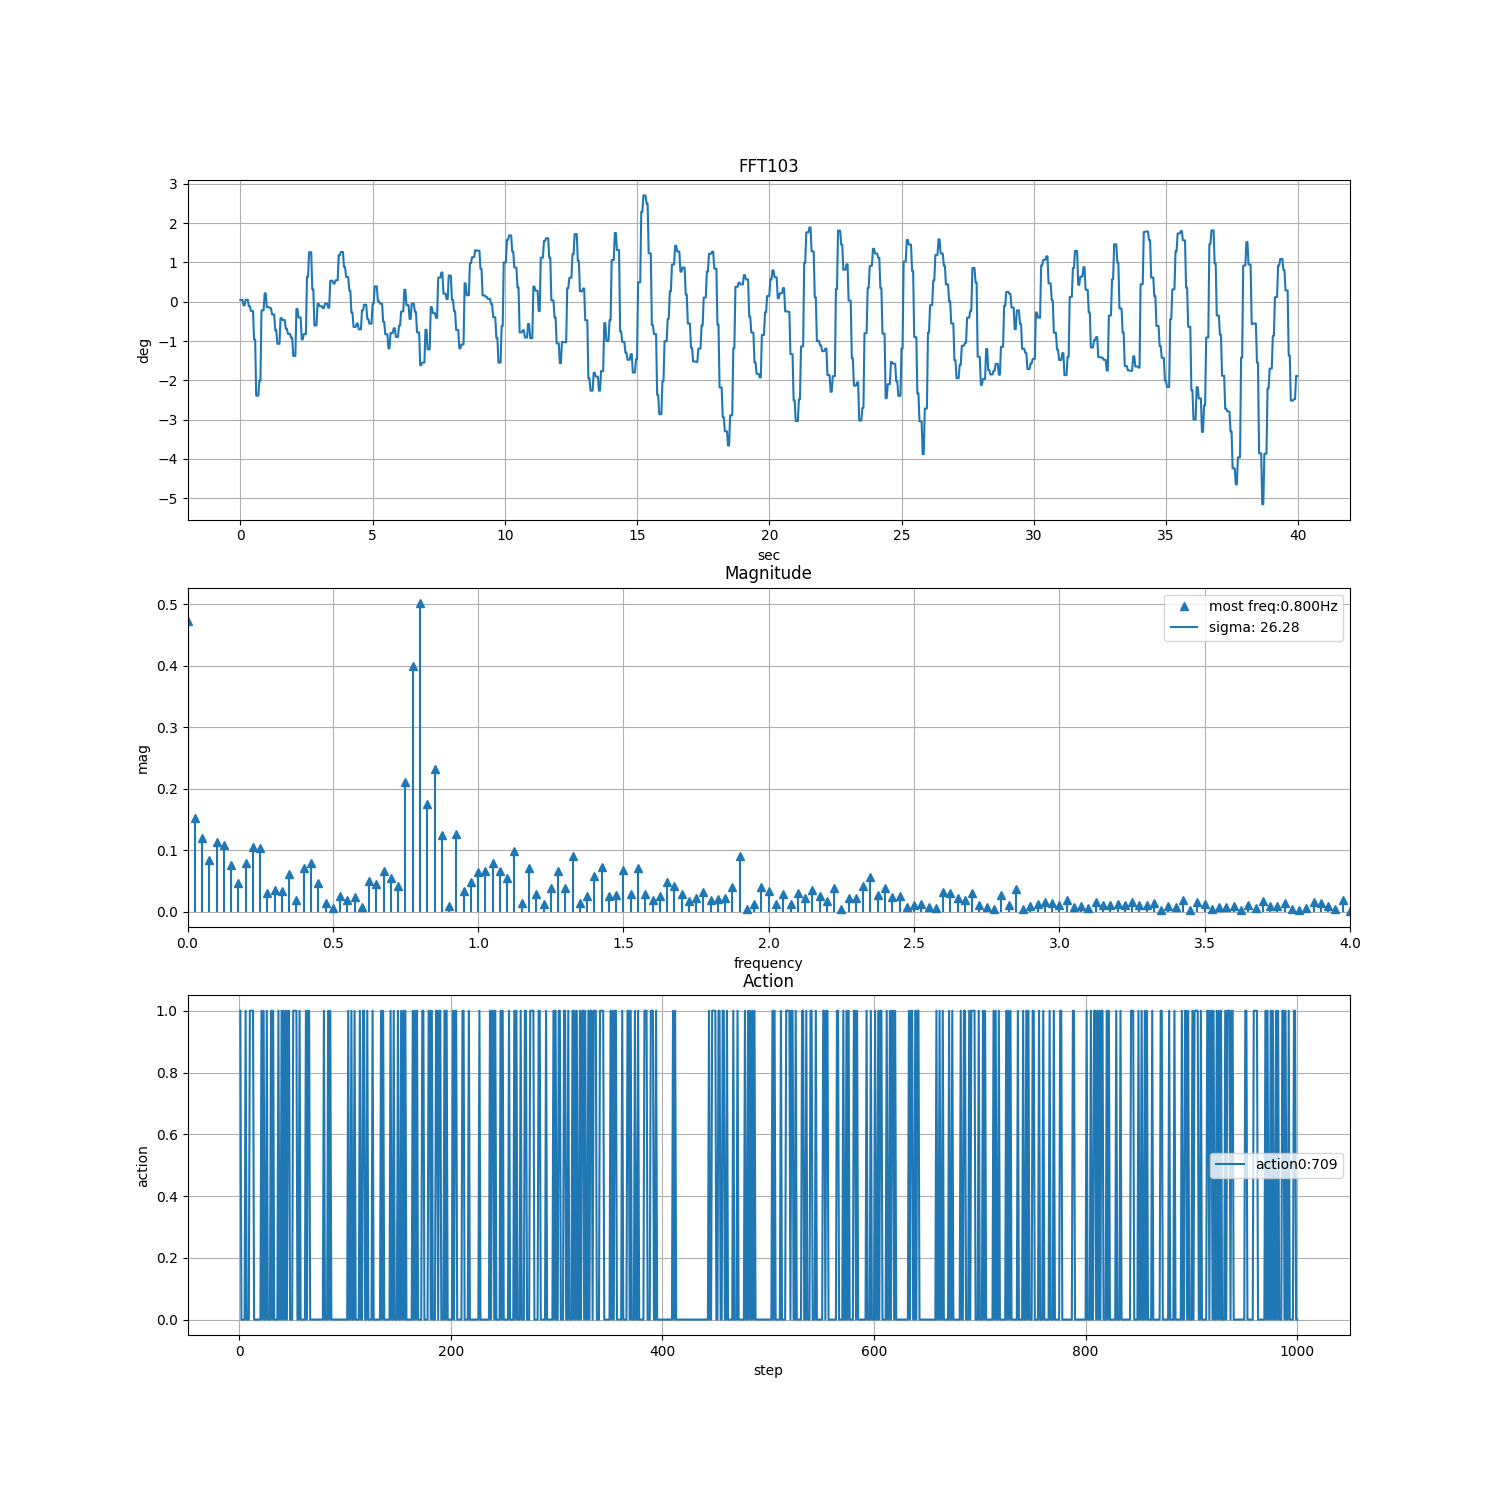 FFT103
3
2
1
0
−1
−2
−3
−4
−5
deg
0 5 10 15 20 25 30 35 40
sec
Magnitude
0.5
0.4
0.3
0.2
0.1
0.0
mag
most freq:0.800Hz
sigma: 26.28
0.0 0.5 1.0 1.5 2.0 2.5 3.0 3.5 4.0
frequency
Action
1.0
0.8
0.6
0.4
0.2
0.0
action
action0:709
0 200 400 600 800 1000
step